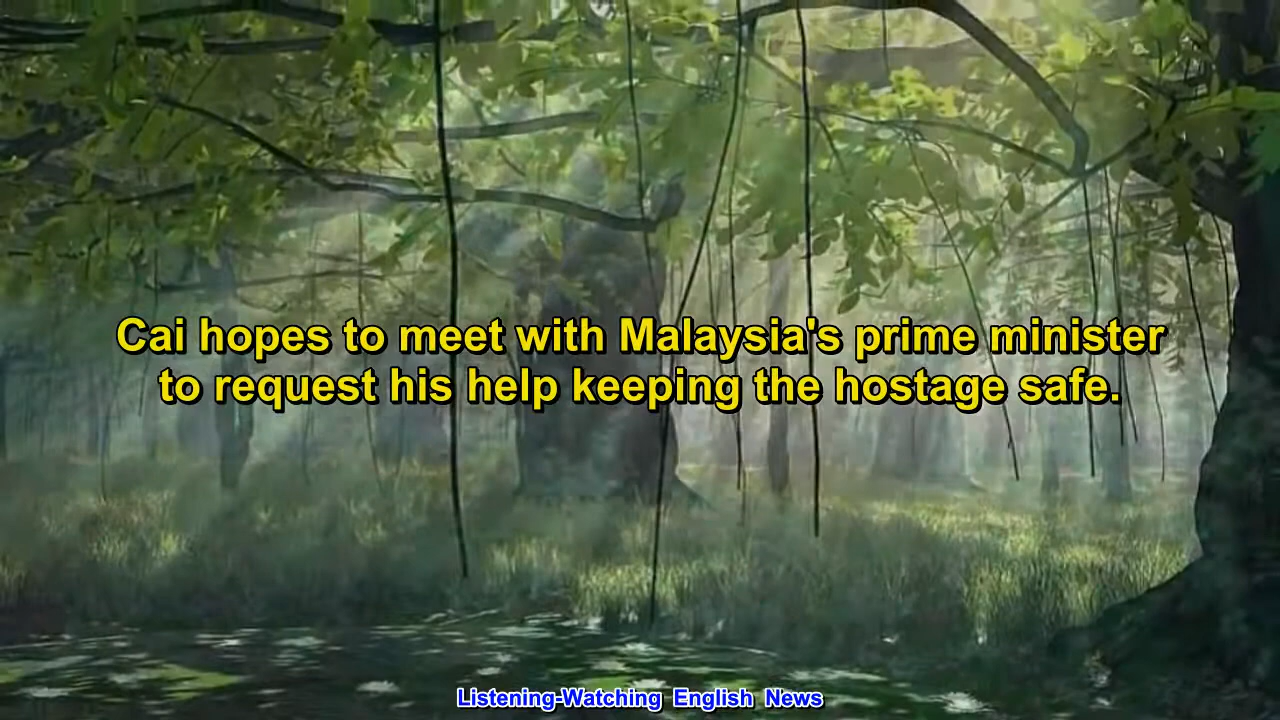 Cai hopes to meet with Malaysia's prime minister
to request his help keeping the hostage safe.
Listening-Watching English News